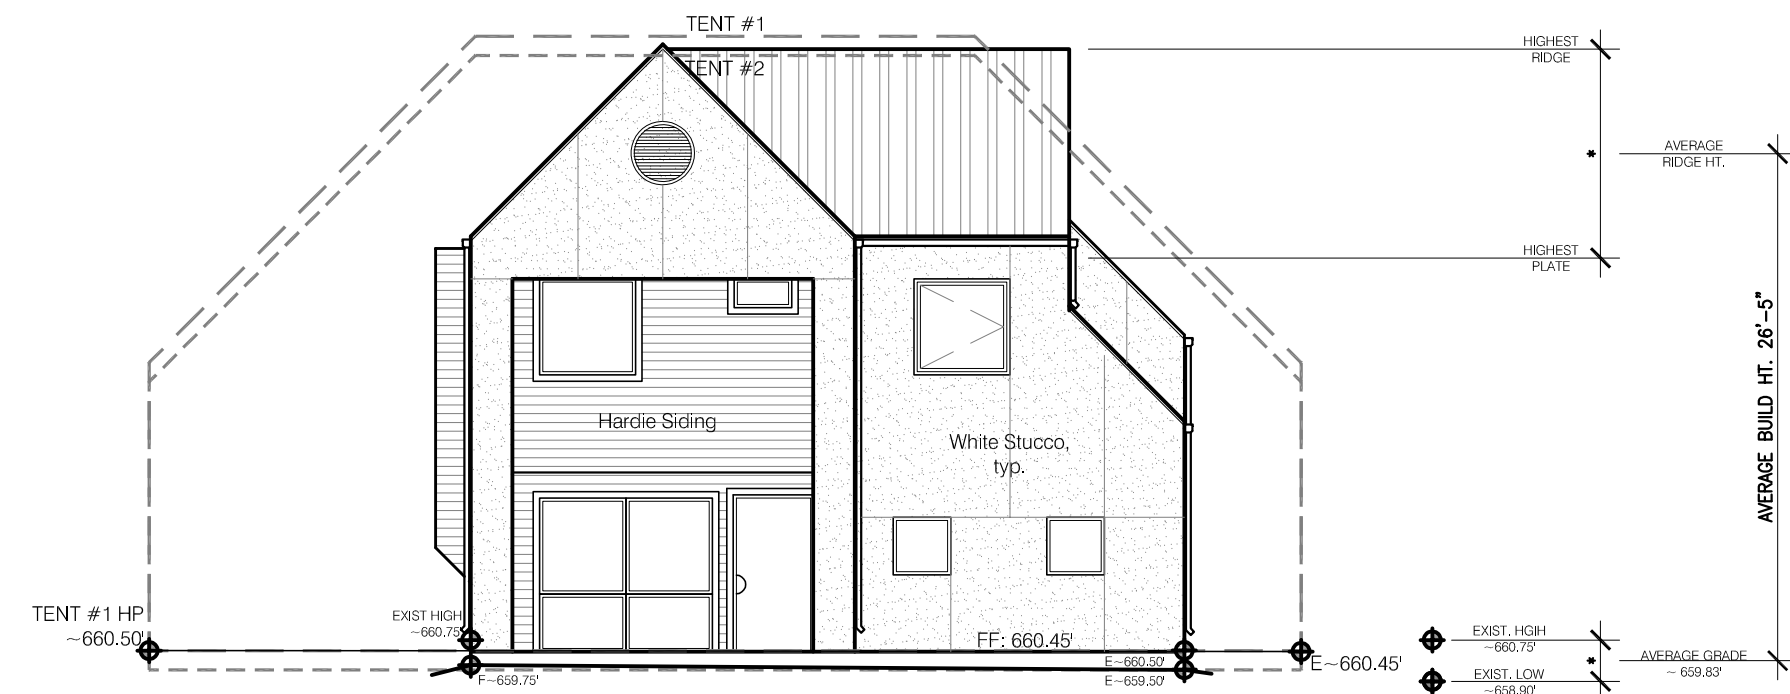 TENT #1
TENT #2
HIGHEST
RIDGE
*
AVERAGE
RIDGE HT.
HIGHEST
PLATE
AVERAGE BUILD HT. 26'-5"
Hardie Siding
White Stucco,
typ.
TENT #1 HP
~660.50'
EXIST HIGH
~660.75'
FF: 660.45'
E~660.50'
E~660.45'
F~659.75'
E~659.50'
EXIST. HGIH
~660.75'
*
AVERAGE GRADE
~ 659.83'
EXIST. LOW
~658.90'